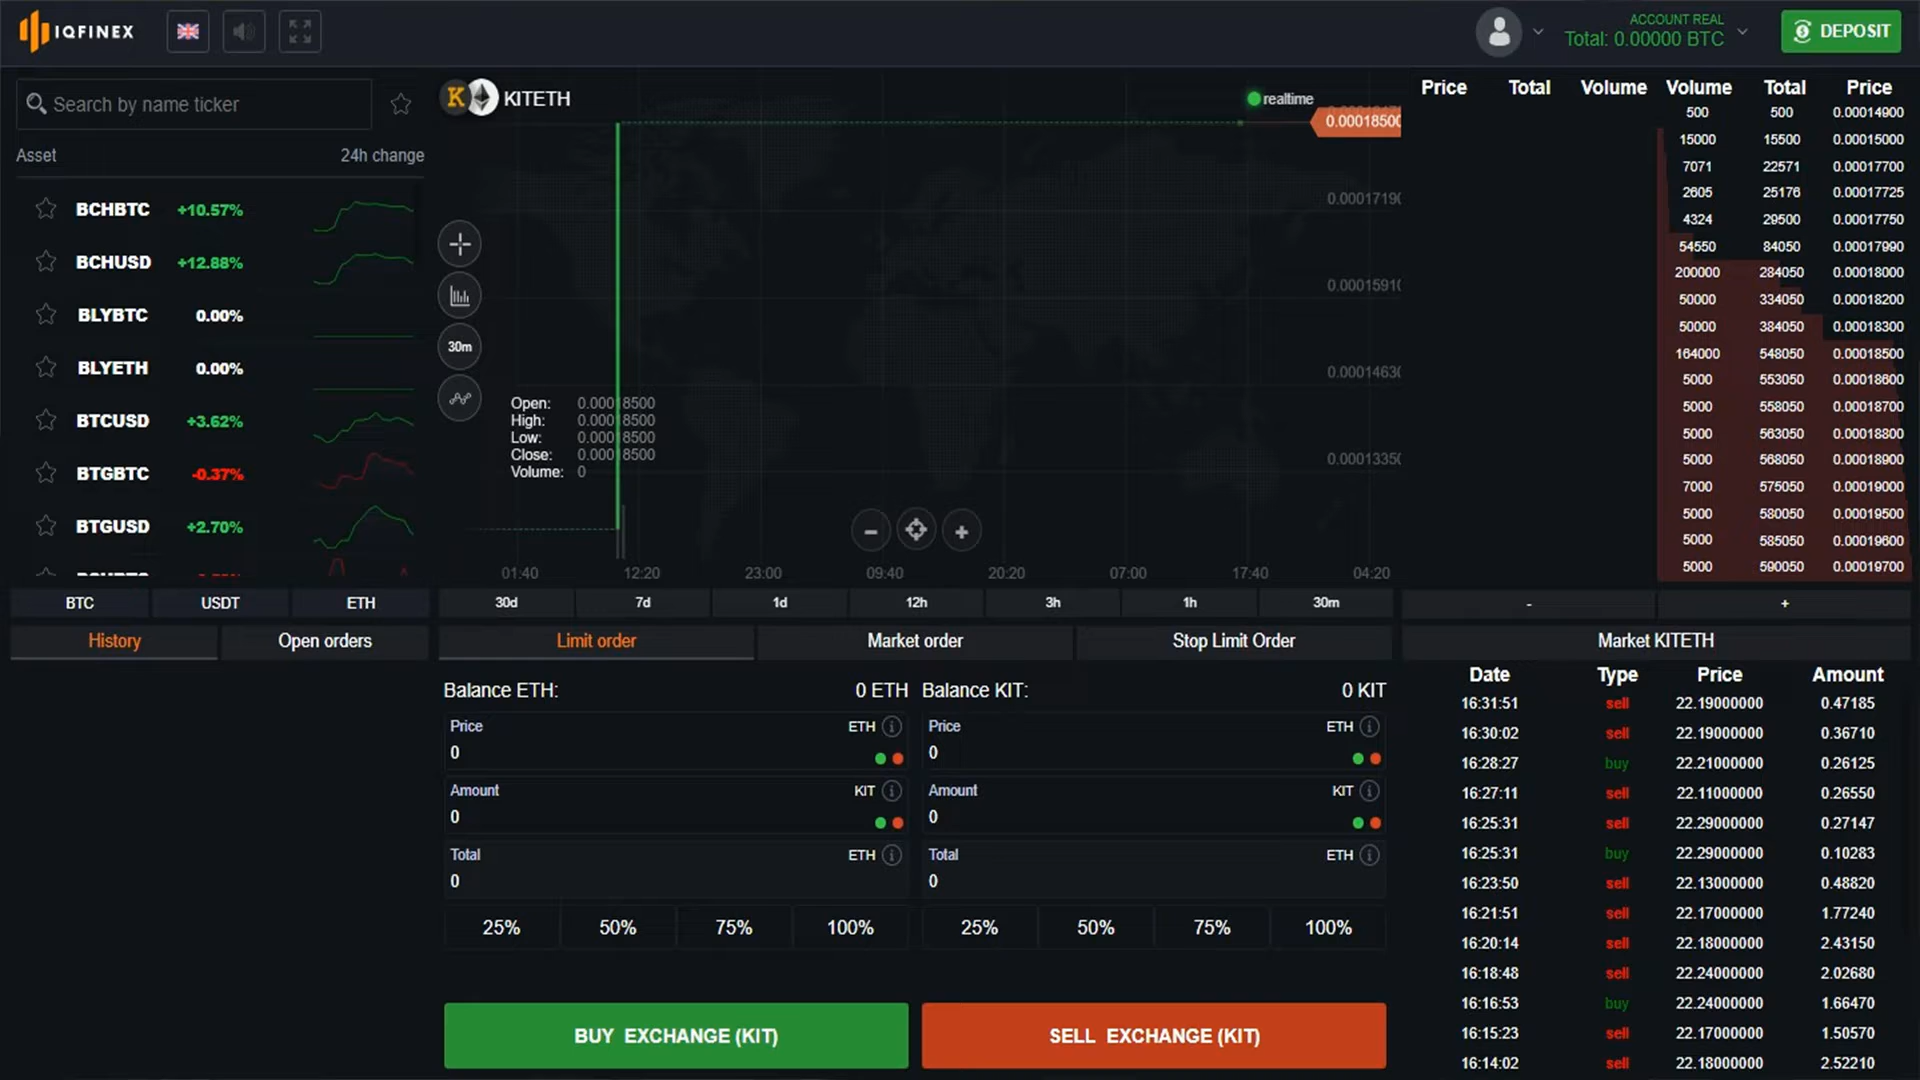 IQFINEX
ACCOUNT REAL
Total: 0.00000 BTC
DEPOSIT
Search by name ticker
Asset 24h change
BCHBTC +10.57%
BCHUSD +12.88%
BLYBTC 0.00%
BLYETH 0.00%
BTCUSD +3.62%
BTGBTC -0.37%
BTGUSD +2.70%
BTC USDT ETH
History Open orders
K KITETH
realtime
0.00018500
0.00017190
0.00015910
0.00014630
0.00013350
30m
Open: 0.00018500
High: 0.00018500
Low: 0.00018500
Close: 0.00018500
Volume: 0
01:40 12:20 23:00 09:40 20:20 07:00 17:40 04:20
30d 7d 1d 12h 3h 1h 30m
Limit order Market order Stop Limit Order
Balance ETH: 0 ETH
Price ETH
0
Amount KIT
0
Total ETH
0
25% 50% 75% 100%
BUY EXCHANGE (KIT)
Balance KIT: 0 KIT
Price ETH
0
Amount KIT
0
Total ETH
0
25% 50% 75% 100%
SELL EXCHANGE (KIT)
Price Total Volume Volume Total Price
500 500 0.00014900
15000 15500 0.00015000
7071 22571 0.00017700
2605 25176 0.00017725
4324 29500 0.00017750
54550 84050 0.00017990
200000 284050 0.00018000
50000 334050 0.00018200
50000 384050 0.00018300
164000 548050 0.00018500
5000 553050 0.00018600
5000 558050 0.00018700
5000 563050 0.00018800
5000 568050 0.00018900
7000 575050 0.00019000
5000 580050 0.00019500
5000 585050 0.00019600
5000 590050 0.00019700
- +
Market KITETH
Date Type Price Amount
16:31:51 sell 22.19000000 0.47185
16:30:02 sell 22.19000000 0.36710
16:28:27 buy 22.21000000 0.26125
16:27:11 sell 22.11000000 0.26550
16:25:31 sell 22.29000000 0.27147
16:25:31 buy 22.29000000 0.10283
16:23:50 sell 22.13000000 0.48820
16:21:51 sell 22.17000000 1.77240
16:20:14 sell 22.18000000 2.43150
16:18:48 sell 22.24000000 2.02680
16:16:53 buy 22.24000000 1.66470
16:15:23 sell 22.17000000 1.50570
16:14:02 sell 22.18000000 2.52210